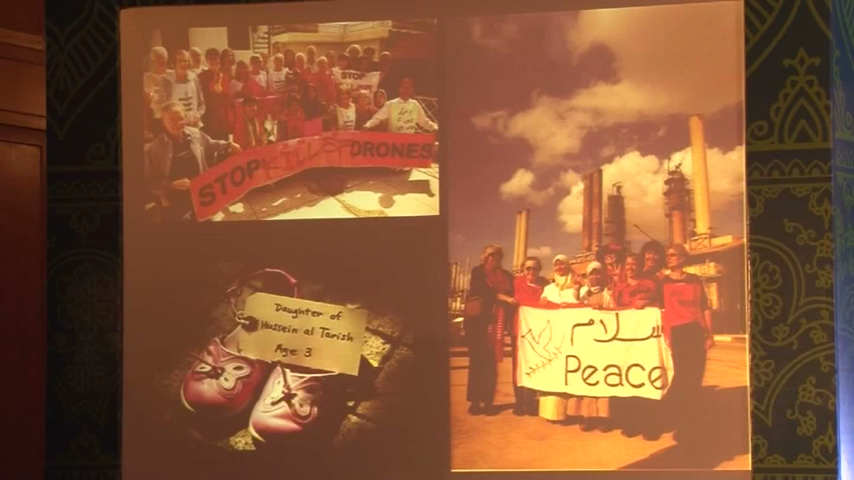 STOP
STOP KILLER DRONES
Daughter of
Hussein al Tarish
Age 3
سلام
Peace